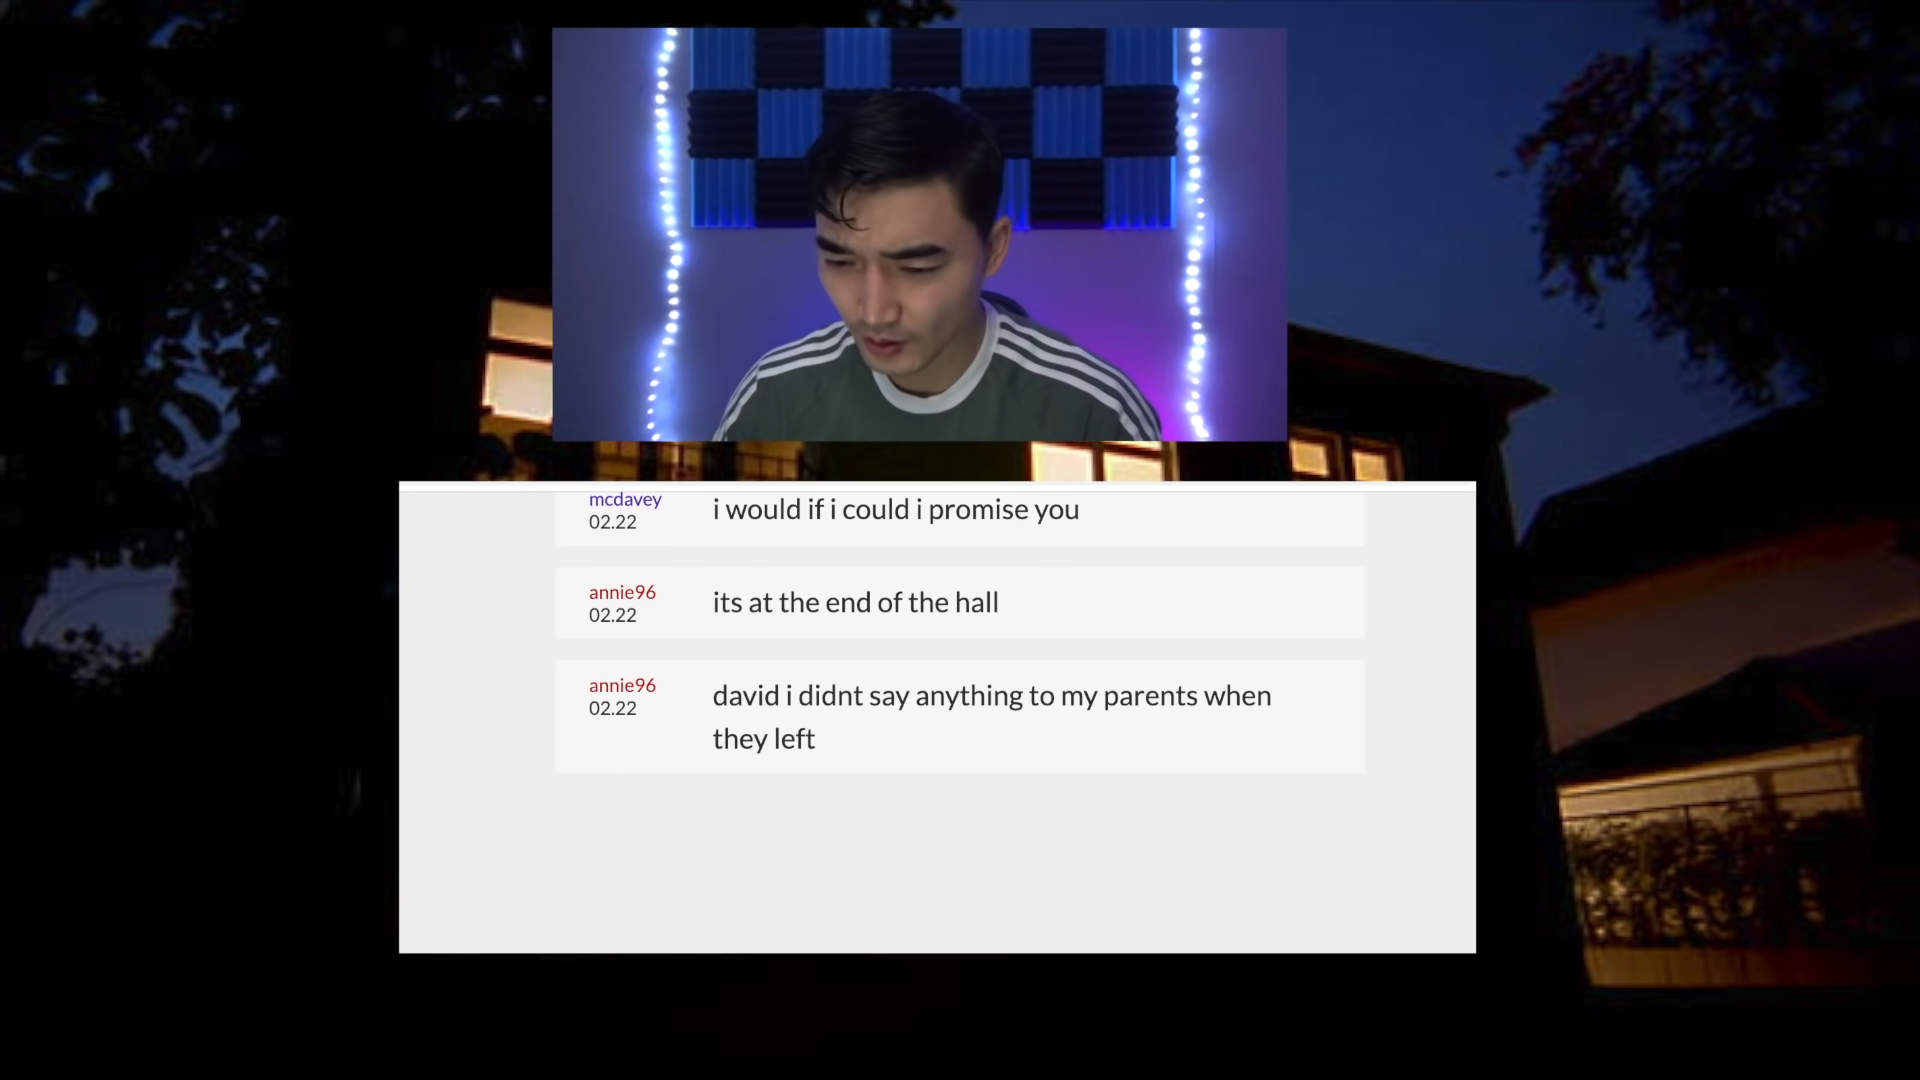 mcdavey
02.22
i would if i could i promise you
annie96
02.22
its at the end of the hall
annie96
02.22
david i didnt say anything to my parents when
they left